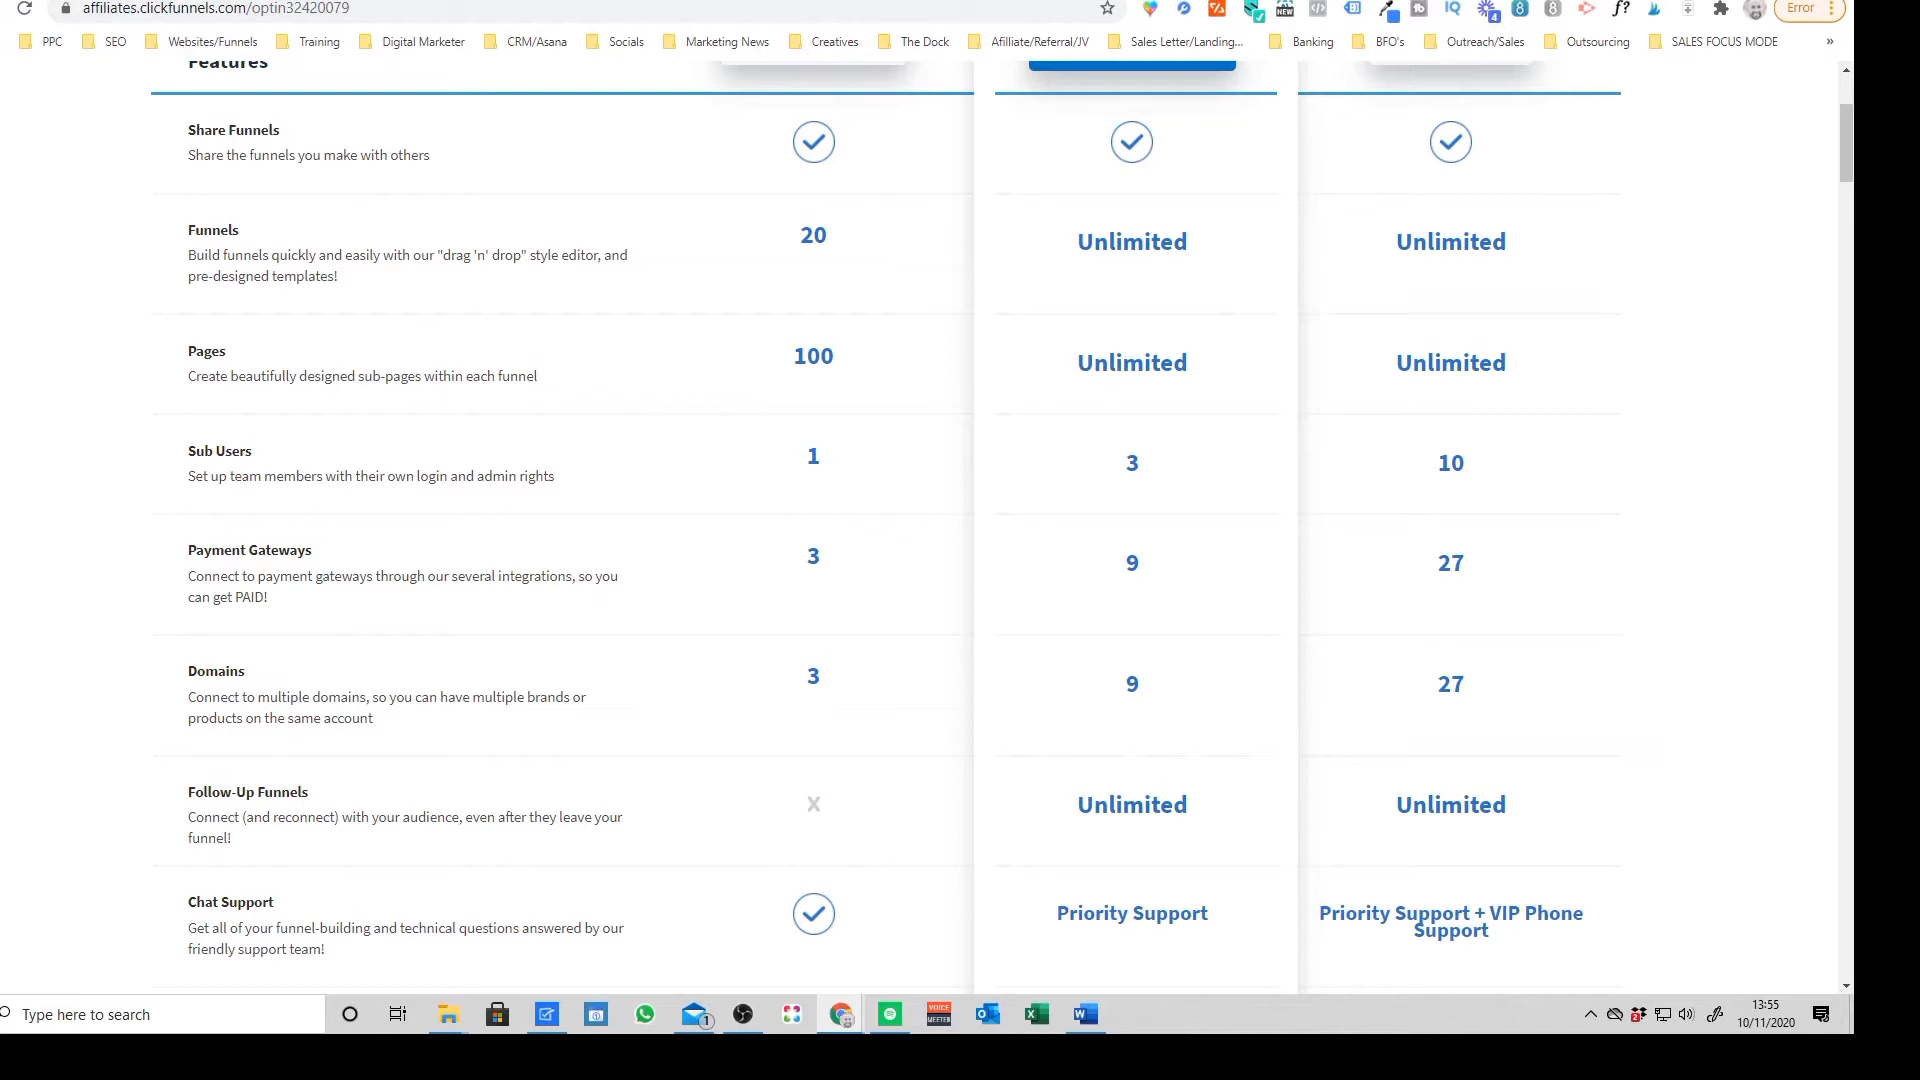 affiliates.clickfunnels.com/optin32420079
Error
PPC SEO Websites/Funnels Training Digital Marketer CRM/Asana Socials Marketing News Creatives The Dock Afilliate/Referral/JV Sales Letter/Landing... Banking BFO's Outreach/Sales Outsourcing SALES FOCUS MODE »
Features
Share Funnels
Share the funnels you make with others
Funnels
20 Unlimited Unlimited
Build funnels quickly and easily with our "drag 'n' drop" style editor, and
pre-designed templates!
Pages
100 Unlimited Unlimited
Create beautifully designed sub-pages within each funnel
Sub Users
1 3 10
Set up team members with their own login and admin rights
Payment Gateways
3 9 27
Connect to payment gateways through our several integrations, so you
can get PAID!
Domains
3 9 27
Connect to multiple domains, so you can have multiple brands or
products on the same account
Follow-Up Funnels
x Unlimited Unlimited
Connect (and reconnect) with your audience, even after they leave your
funnel!
Chat Support
Priority Support Priority Support + VIP Phone
Support
Get all of your funnel-building and technical questions answered by our
friendly support team!
Type here to search
VOICE
MEETER
13:55
10/11/2020